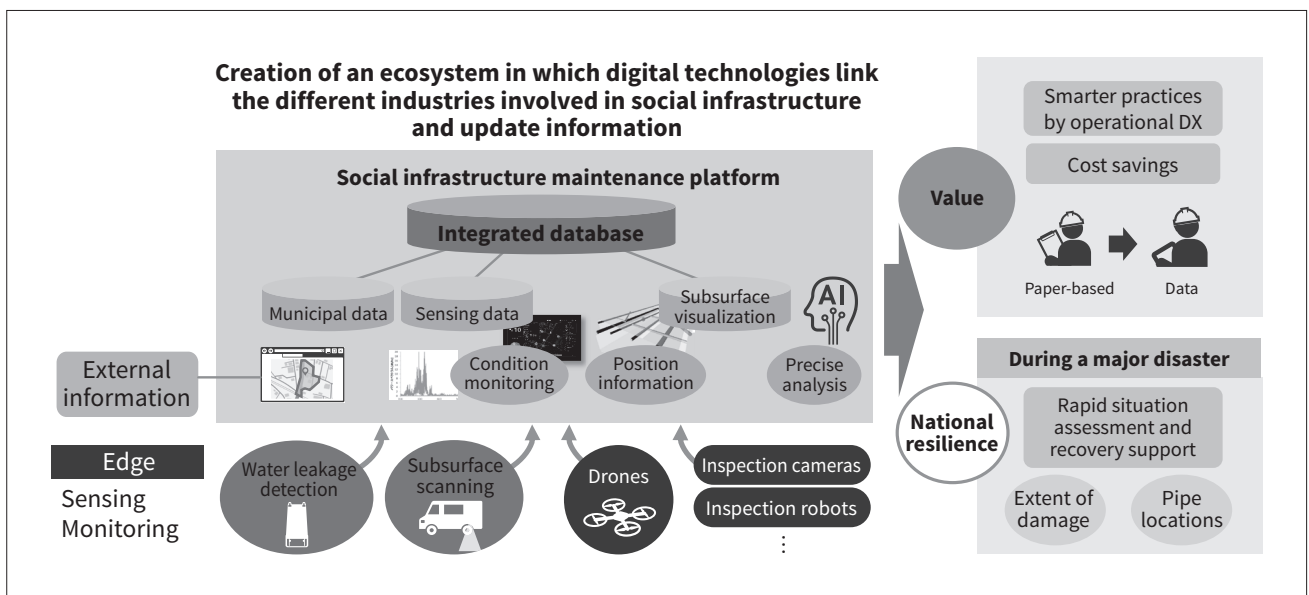 Creation of an ecosystem in which digital technologies link
the different industries involved in social infrastructure
and update information
Social infrastructure maintenance platform
Integrated database
Municipal data
Sensing data
Subsurface
visualization
AI
Condition
monitoring
Position
information
Precise
analysis
External
information
Edge
Sensing
Monitoring
Water leakage
detection
Subsurface
scanning
Drones
Inspection cameras
Inspection robots
⋮
Value
Smarter practices
by operational DX
Cost savings
Paper-based
Data
National
resilience
During a major disaster
Rapid situation
assessment and
recovery support
Extent of
damage
Pipe
locations